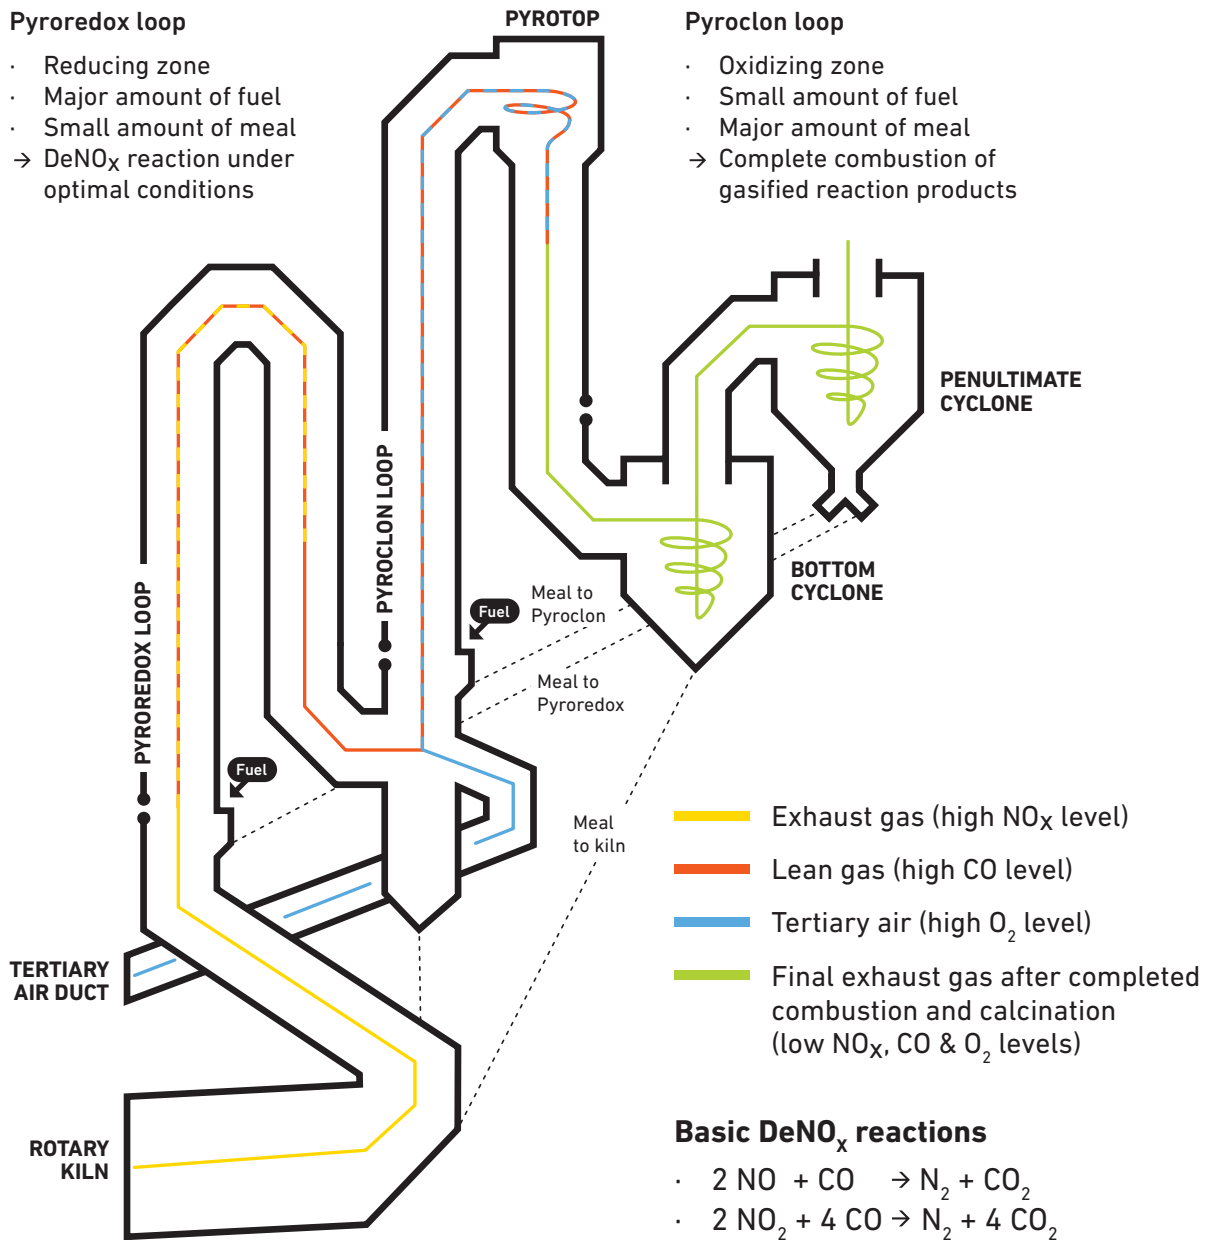 Pyroredox loop
· Reducing zone
· Major amount of fuel
· Small amount of meal
→ DeNOx reaction under
optimal conditions
PYROTOP
Pyroclon loop
· Oxidizing zone
· Small amount of fuel
· Major amount of meal
→ Complete combustion of
gasified reaction products
PENULTIMATE
CYCLONE
PYROCLON LOOP
PYROREDOX LOOP
BOTTOM
CYCLONE
Meal to
Pyroclon
Fuel
Meal to
Pyroredox
Fuel
Meal
to kiln
TERTIARY
AIR DUCT
ROTARY
KILN
Exhaust gas (high NOx level)
Lean gas (high CO level)
Tertiary air (high O₂ level)
Final exhaust gas after completed
combustion and calcination
(low NOx, CO & O₂ levels)
Basic DeNOx reactions
· 2 NO + CO → N₂ + CO₂
· 2 NO₂ + 4 CO → N₂ + 4 CO₂